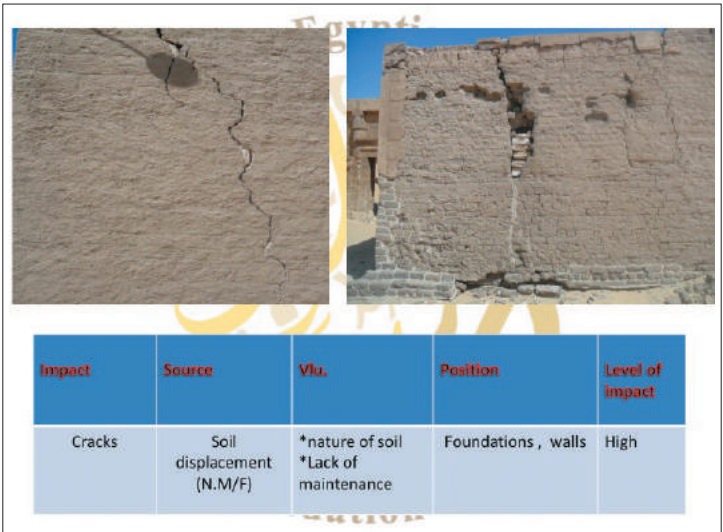 Egypti
Impact Source Vlu. Position Level of impact
Cracks Soil displacement (N.M/F) *nature of soil *Lack of maintenance Foundations , walls High